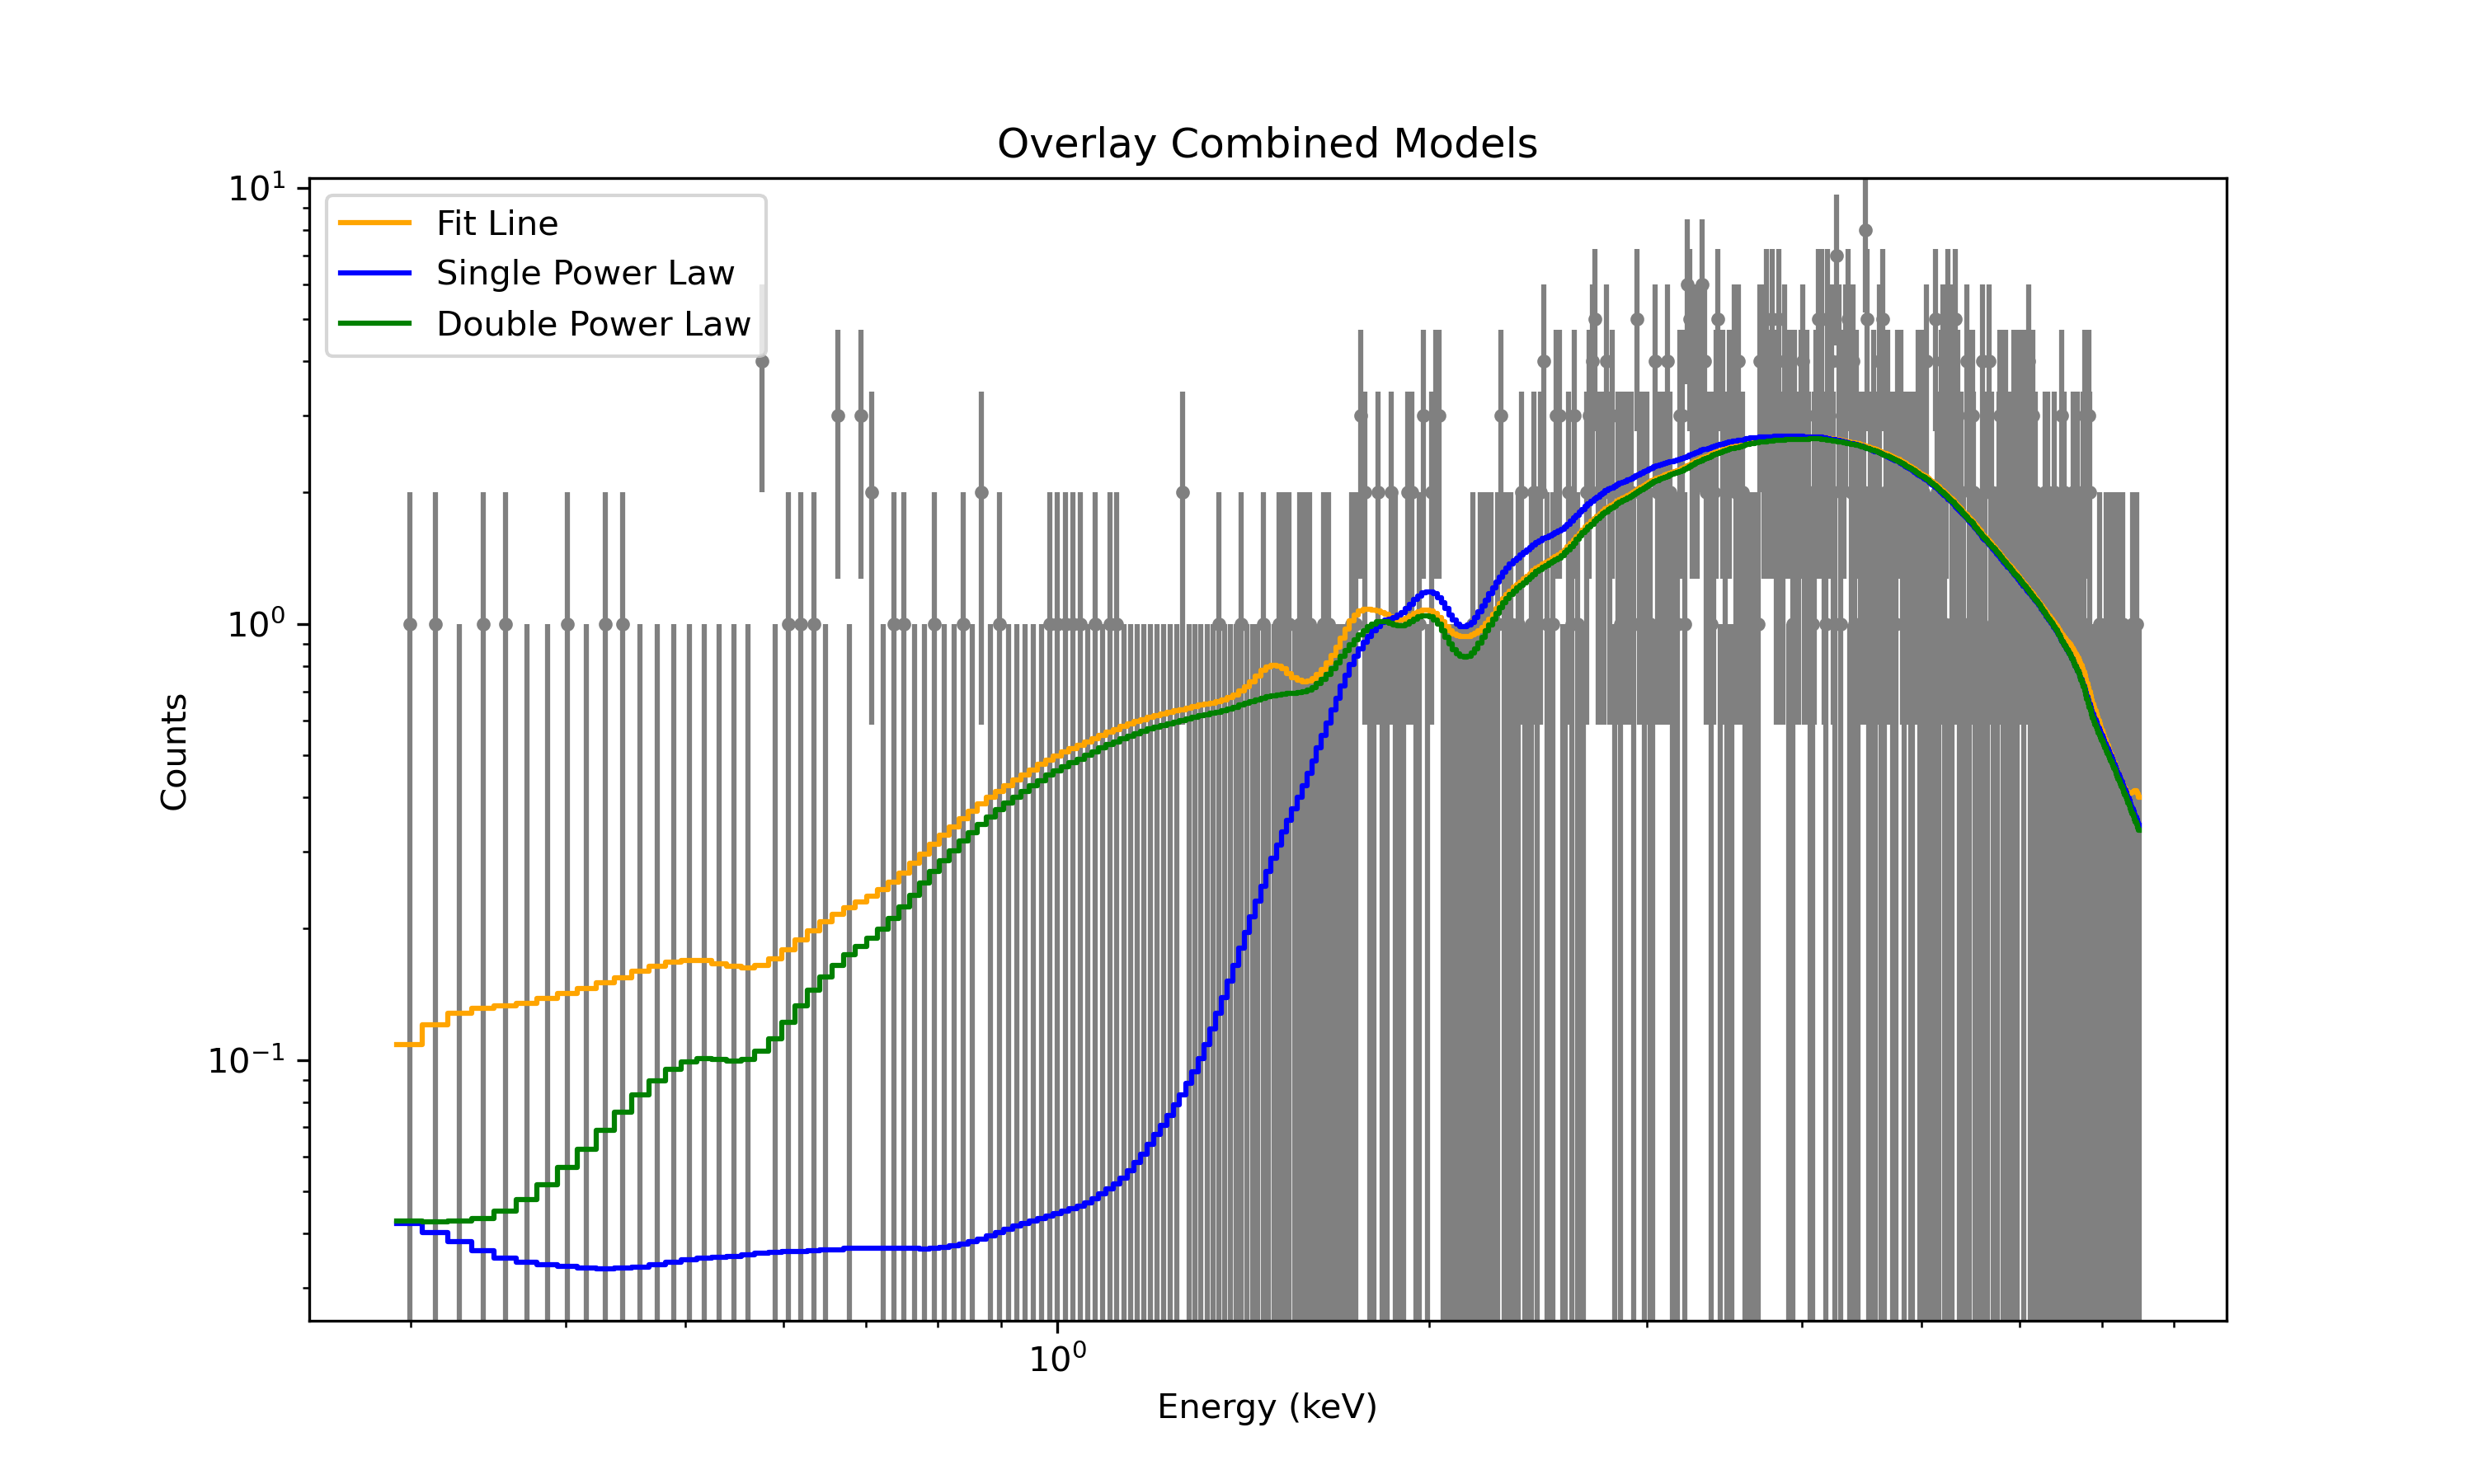 Overlay Combined Models
10¹
Fit Line
Single Power Law
Double Power Law
10⁰
Counts
10⁻¹
10⁰
Energy (keV)